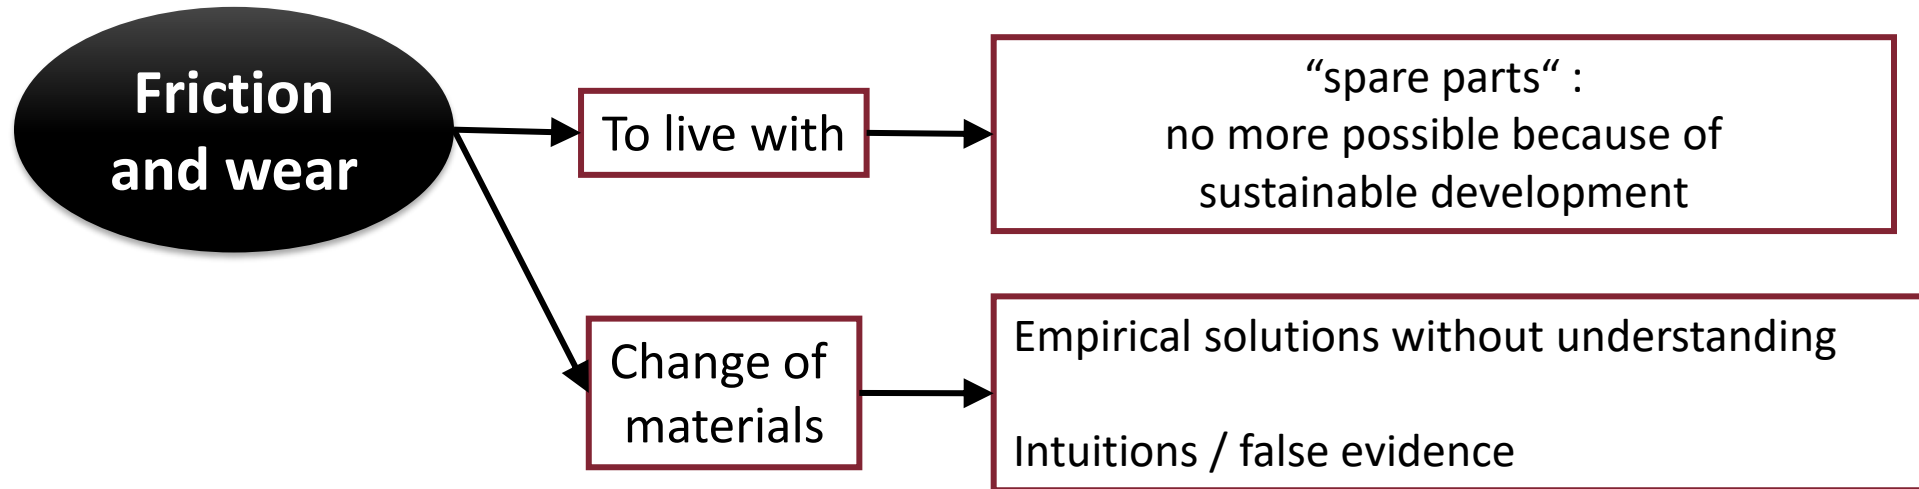 Friction
and wear
To live with
“spare parts“ :
no more possible because of
sustainable development
Change of
materials
Empirical solutions without understanding
Intuitions / false evidence